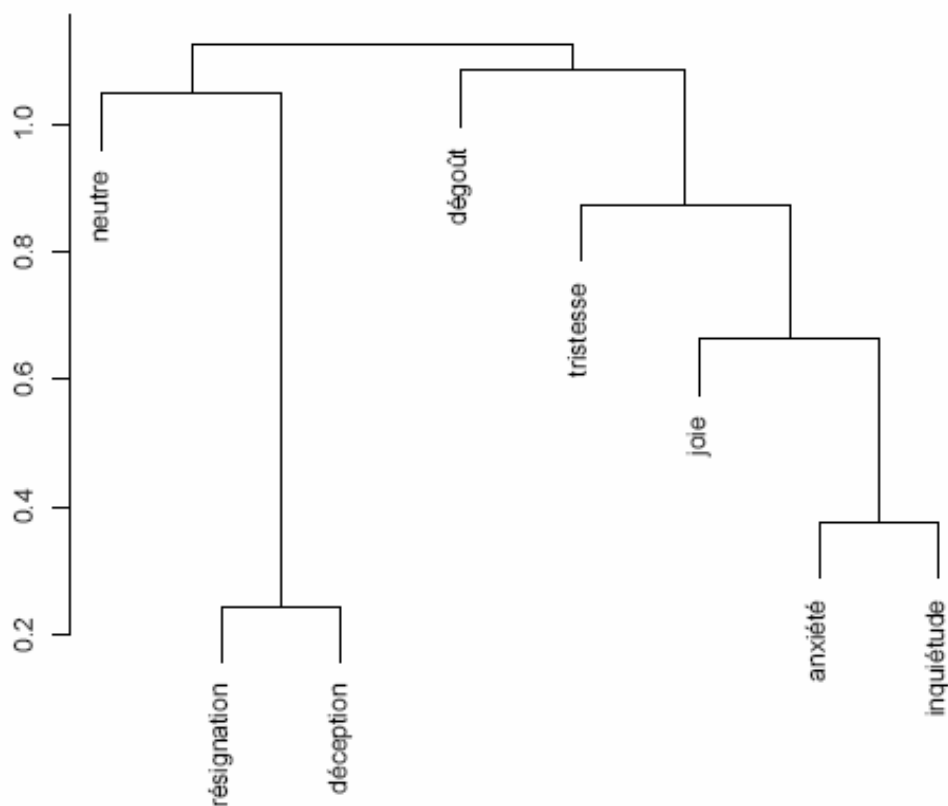 1.0
0.8
0.6
0.4
0.2
neutre
résignation
déception
dégoût
tristesse
joie
anxiété
inquiétude